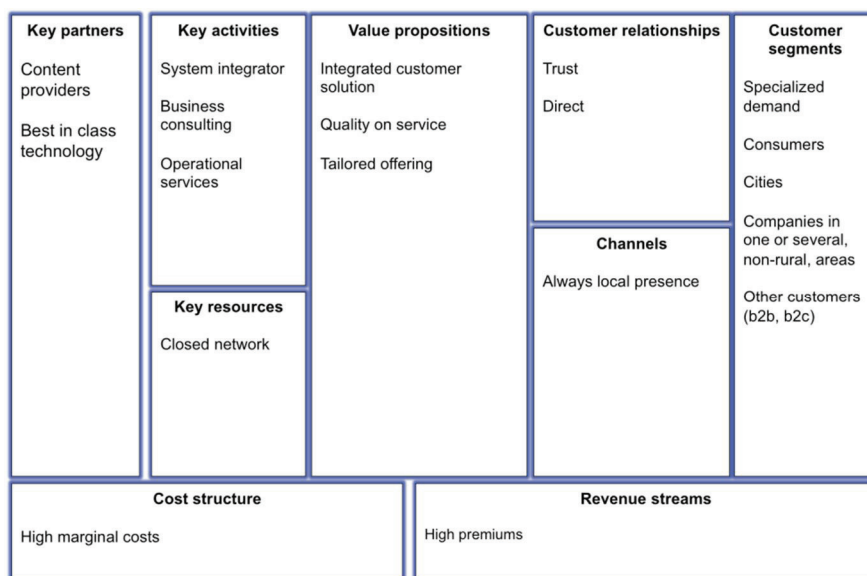 Key partners
Content
providers
Best in class
technology
Key activities
System integrator
Business
consulting
Operational
services
Key resources
Closed network
Value propositions
Integrated customer
solution
Quality on service
Tailored offering
Customer relationships
Trust
Direct
Channels
Always local presence
Customer
segments
Specialized
demand
Consumers
Cities
Companies in
one or several,
non-rural, areas
Other customers
(b2b, b2c)
Cost structure
High marginal costs
Revenue streams
High premiums